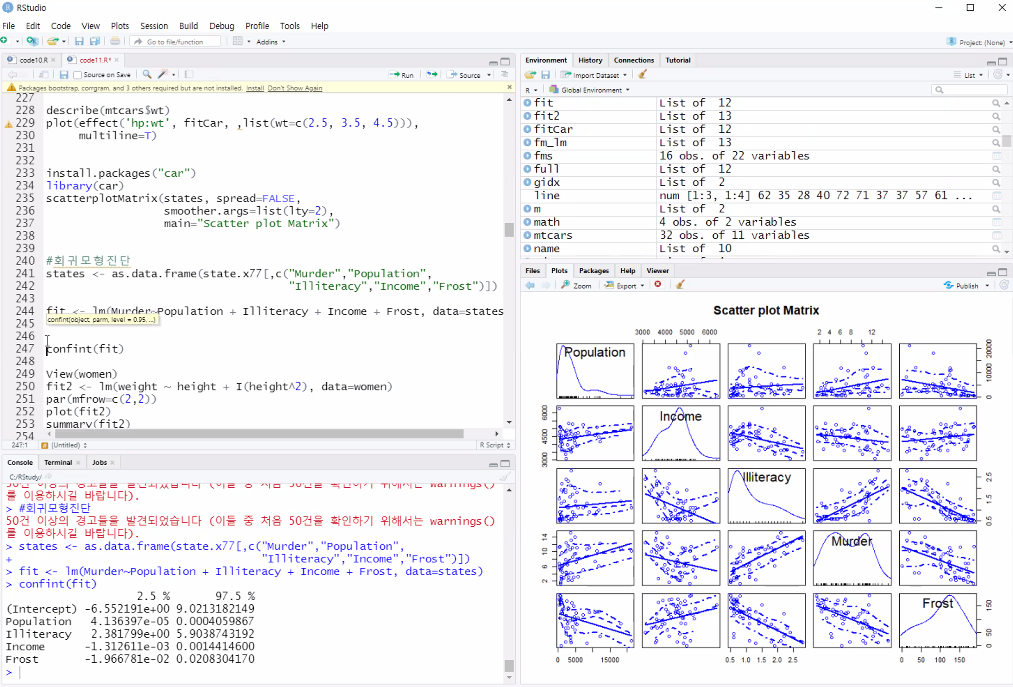 RStudio
File Edit Code View Plots Session Build Debug Profile Tools Help
Go to file/function Addins Project: (None)
code10.R code11.R*
Source on Save Run Source
Packages bootstrap, corrgram, and 3 others required but are not installed. Install Don't Show Again
227
228 describe(mtcars$wt)
229 plot(effect('hp:wt', fitCar, ,list(wt=c(2.5, 3.5, 4.5))),
230 multiline=T)
231
232
233 install.packages("car")
234 library(car)
235 scatterplotMatrix(states, spread=FALSE,
236 smoother.args=list(lty=2),
237 main="Scatter plot Matrix")
238
239
240 #회귀모형진단
241 states <- as.data.frame(state.x77[,c("Murder","Population",
242 "Illiteracy","Income","Frost")])
243
244 fit <- lm(Murder~Population + Illiteracy + Income + Frost, data=states
245 confint(object, parm, level = 0.95, ...)
246
247 confint(fit)
248
249 View(women)
250 fit2 <- lm(weight ~ height + I(height^2), data=women)
251 par(mfrow=c(2,2))
252 plot(fit2)
253 summary(fit2)
254
247:1 (Untitled) R Script
Console Terminal Jobs
C:/RStudy/
50건 이상의 경고들을 발견되었습니다 (이들 중 처음 50건을 확인하기 위해서는 warnings()
를 이용하시길 바랍니다).
> #회귀모형진단
50건 이상의 경고들을 발견되었습니다 (이들 중 처음 50건을 확인하기 위해서는 warnings()
를 이용하시길 바랍니다).
> states <- as.data.frame(state.x77[,c("Murder","Population",
+ "Illiteracy","Income","Frost")])
> fit <- lm(Murder~Population + Illiteracy + Income + Frost, data=states)
> confint(fit)
2.5 % 97.5 %
(Intercept) -6.552191e+00 9.0213182149
Population 4.136397e-05 0.0004059867
Illiteracy 2.381799e+00 5.9038743192
Income -1.312611e-03 0.0014414600
Frost -1.966781e-02 0.0208304170
>
Environment History Connections Tutorial
Import Dataset List
R Global Environment
fit List of 12
fit2 List of 13
fitCar List of 12
fm_lm List of 13
fms 16 obs. of 22 variables
full List of 12
gidx List of 2
line num [1:3, 1:4] 62 35 28 40 72 71 37 37 57 61 ...
m List of 2
math 4 obs. of 2 variables
mtcars 32 obs. of 11 variables
name List of 10
Files Plots Packages Help Viewer
Zoom Export Publish
Scatter plot Matrix
3000 4000 5000 6000 2 4 6 8 12
Population 0 10000 20000
3000 4500 6000 Income
Illiteracy 0.5 1.5 2.5
2 6 10 14 Murder
Frost 0 50 150
0 5000 15000 0.5 1.0 1.5 2.0 2.5 0 50 100 150